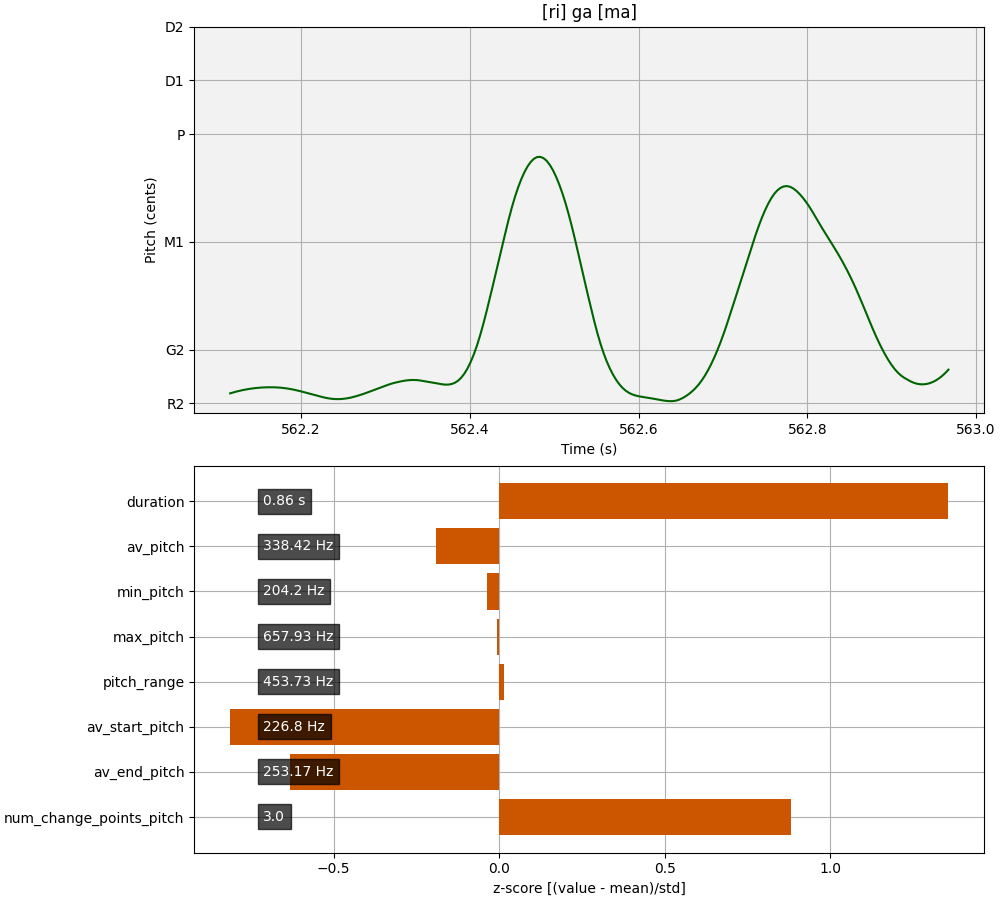 [ri] ga [ma]
D2
D1
P
M1
G2
R2
Pitch (cents)
562.2 562.4 562.6 562.8 563.0
Time (s)
duration 0.86 s
av_pitch 338.42 Hz
min_pitch 204.2 Hz
max_pitch 657.93 Hz
pitch_range 453.73 Hz
av_start_pitch 226.8 Hz
av_end_pitch 253.17 Hz
num_change_points_pitch 3.0
−0.5 0.0 0.5 1.0
z-score [(value - mean)/std]